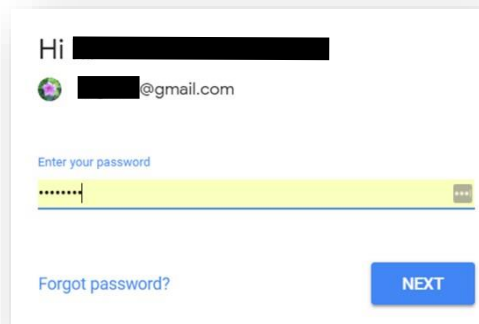 Hi
@gmail.com
Enter your password
••••••••
Forgot password?
NEXT